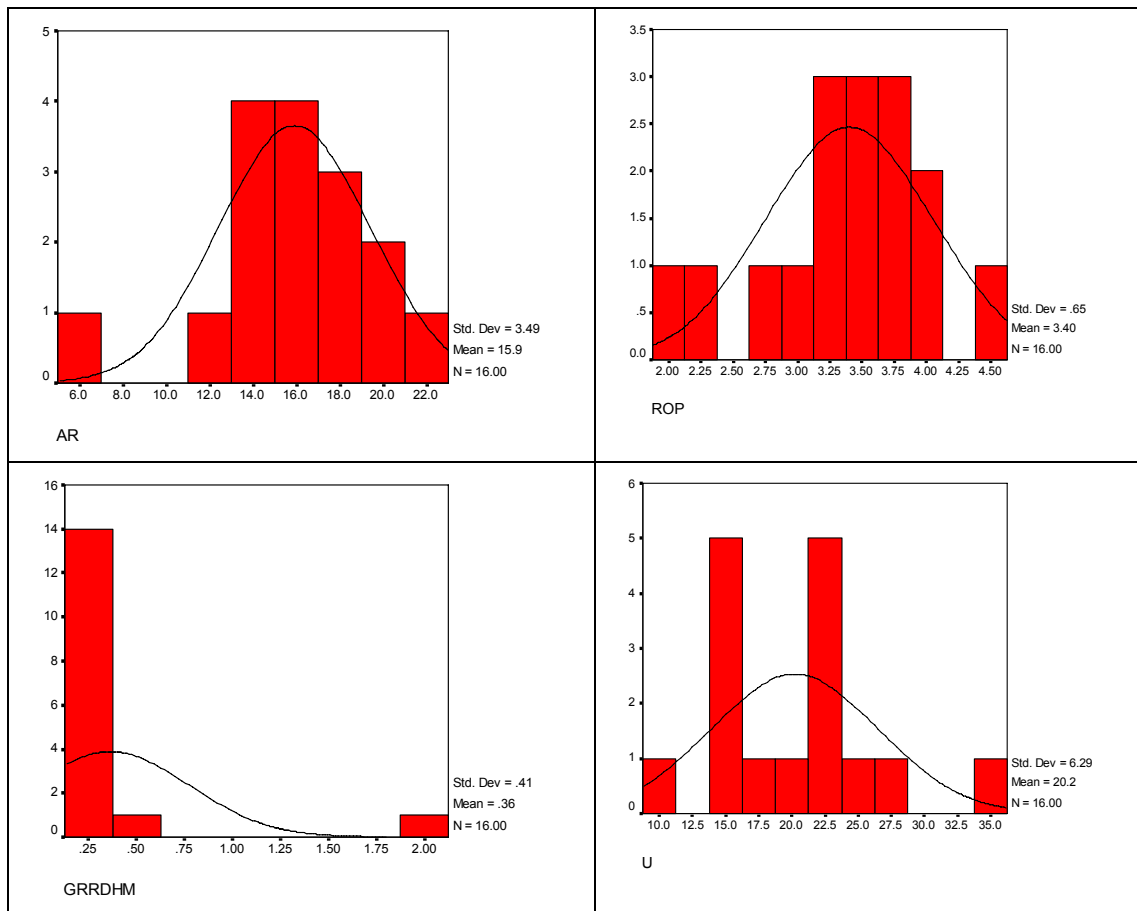 5
4
3
2
1
0
6.0 8.0 10.0 12.0 14.0 16.0 18.0 20.0 22.0
Std. Dev = 3.49
Mean = 15.9
N = 16.00
AR
3.5
3.0
2.5
2.0
1.5
1.0
.5
0.0
2.00 2.25 2.50 2.75 3.00 3.25 3.50 3.75 4.00 4.25 4.50
Std. Dev = .65
Mean = 3.40
N = 16.00
ROP
16
14
12
10
8
6
4
2
0
.25 .50 .75 1.00 1.25 1.50 1.75 2.00
Std. Dev = .41
Mean = .36
N = 16.00
GRRDHM
6
5
4
3
2
1
0
10.0 12.5 15.0 17.5 20.0 22.5 25.0 27.5 30.0 32.5 35.0
Std. Dev = 6.29
Mean = 20.2
N = 16.00
U